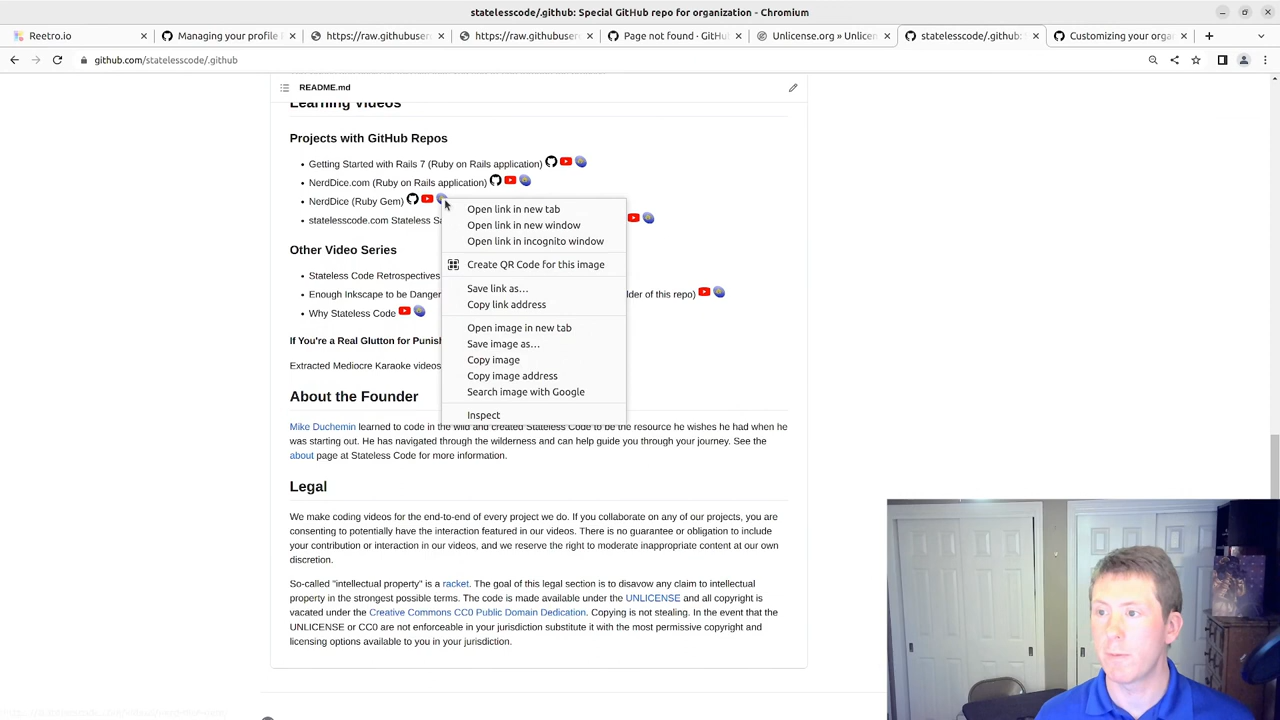 statelesscode/.github: Special GitHub repo for organization - Chromium
Reetro.io
Managing your profile
https://raw.githubuser
https://raw.githubuser
Page not found · GitH
Unlicense.org » Unlicen
statelesscode/.github:
Customizing your orga
github.com/statelesscode/.github
README.md
Learning Videos
Projects with GitHub Repos
• Getting Started with Rails 7 (Ruby on Rails application)
• NerdDice.com (Ruby on Rails application)
• NerdDice (Ruby Gem)
• statelesscode.com Stateless Sa
Other Video Series
• Stateless Code Retrospectives
• Enough Inkscape to be Danger
lder of this repo)
• Why Stateless Code
If You're a Real Glutton for Punish
Extracted Mediocre Karaoke videos
Open link in new tab
Open link in new window
Open link in incognito window
Create QR Code for this image
Save link as…
Copy link address
Open image in new tab
Save image as…
Copy image
Copy image address
Search image with Google
Inspect
About the Founder
Mike Duchemin learned to code in the wild and created Stateless Code to be the resource he wishes he had when he
was starting out. He has navigated through the wilderness and can help guide you through your journey. See the
about page at Stateless Code for more information.
Legal
We make coding videos for the end-to-end of every project we do. If you collaborate on any of our projects, you are
consenting to potentially have the interaction featured in our videos. There is no guarantee or obligation to include
your contribution or interaction in our videos, and we reserve the right to moderate inappropriate content at our own
discretion.
So-called "intellectual property" is a racket. The goal of this legal section is to disavow any claim to intellectual
property in the strongest possible terms. The code is made available under the UNLICENSE and all copyright is
vacated under the Creative Commons CC0 Public Domain Dedication. Copying is not stealing. In the event that the
UNLICENSE or CC0 are not enforceable in your jurisdiction substitute it with the most permissive copyright and
licensing options available to you in your jurisdiction.